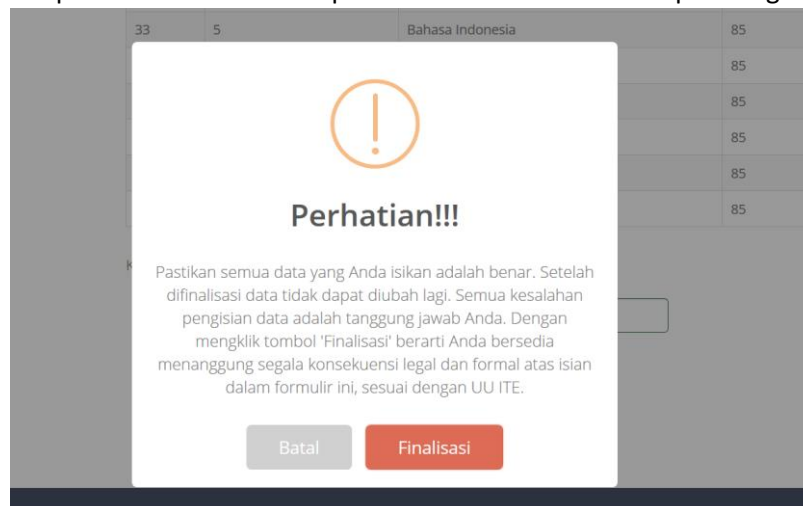 33 5 Bahasa Indonesia 85
85
85
85
85
85
Perhatian!!!
Pastikan semua data yang Anda isikan adalah benar. Setelah
difinalisasi data tidak dapat diubah lagi. Semua kesalahan
pengisian data adalah tanggung jawab Anda. Dengan
mengklik tombol 'Finalisasi' berarti Anda bersedia
menanggung segala konsekuensi legal dan formal atas isian
dalam formulir ini, sesuai dengan UU ITE.
Batal Finalisasi